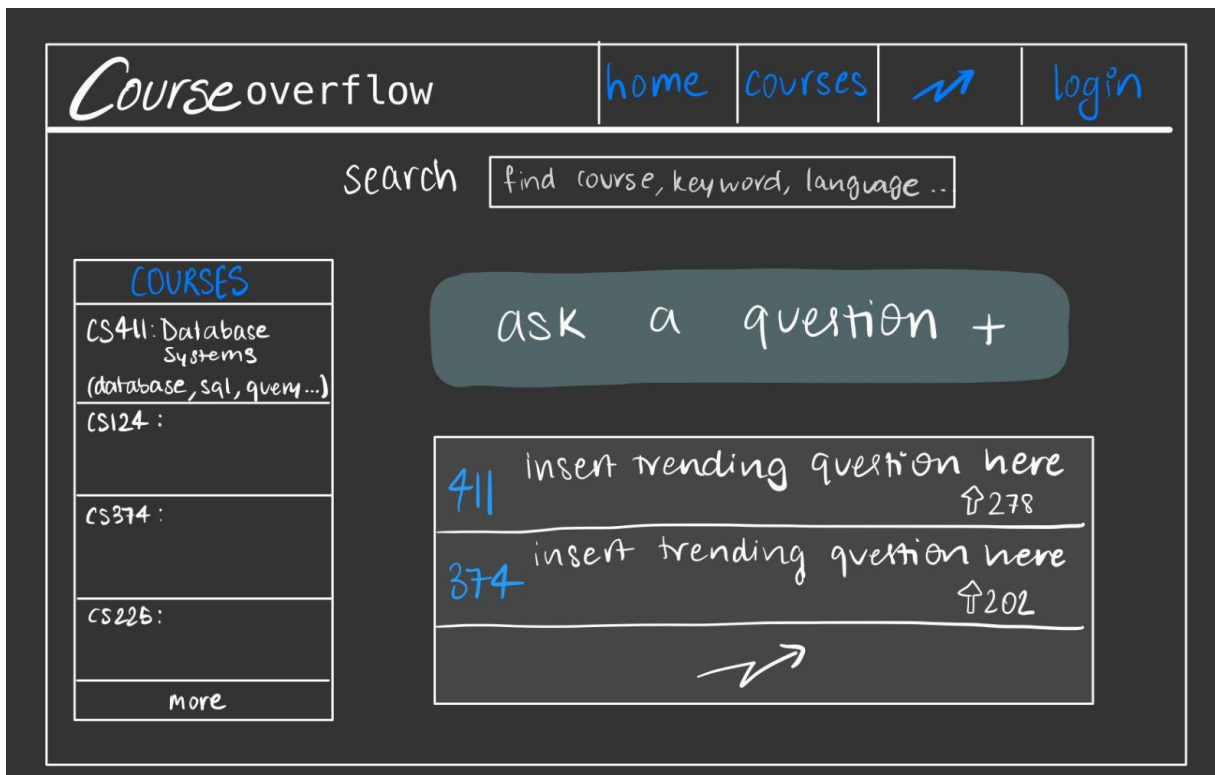 Course overflow
home
courses
login
search
find course, keyword, language ..
COURSES
CS411: Database
Systems
(database, sql, query...)
CS124:
CS374:
CS225:
more
ask a question +
411 insert trending question here
278
374 insert trending question here
202